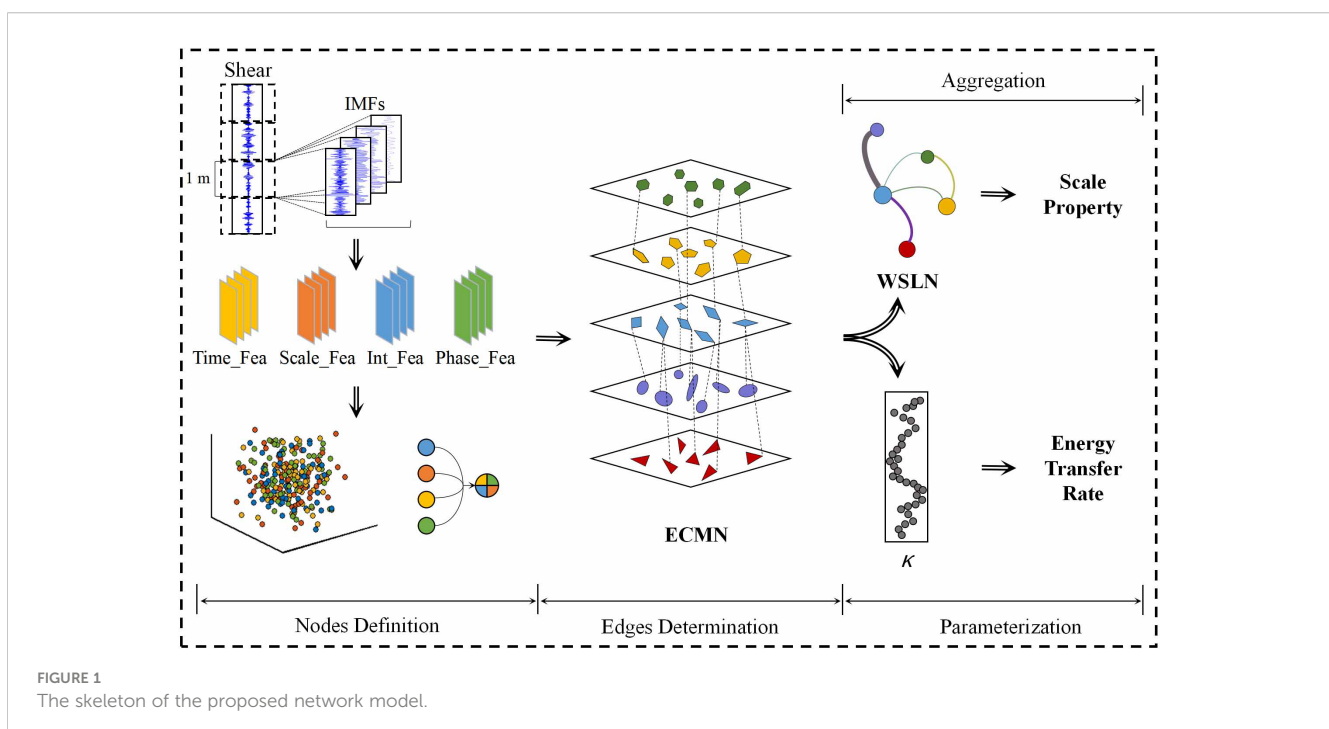 Shear
IMFs
1 m
Time_Fea
Scale_Fea
Int_Fea
Phase_Fea
ECMN
Aggregation
WSLN
Scale
Property
κ
Energy
Transfer
Rate
Nodes Definition
Edges Determination
Parameterization
FIGURE 1
The skeleton of the proposed network model.